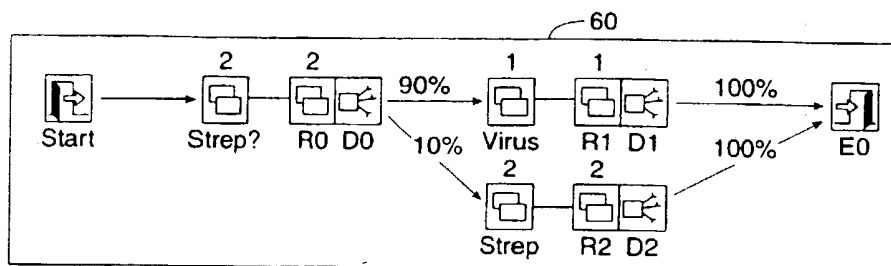 60
2 2 90% 1 1 100%
Start Strep? R0 D0 Virus R1 D1 E0
10% 2 2 100%
Strep R2 D2